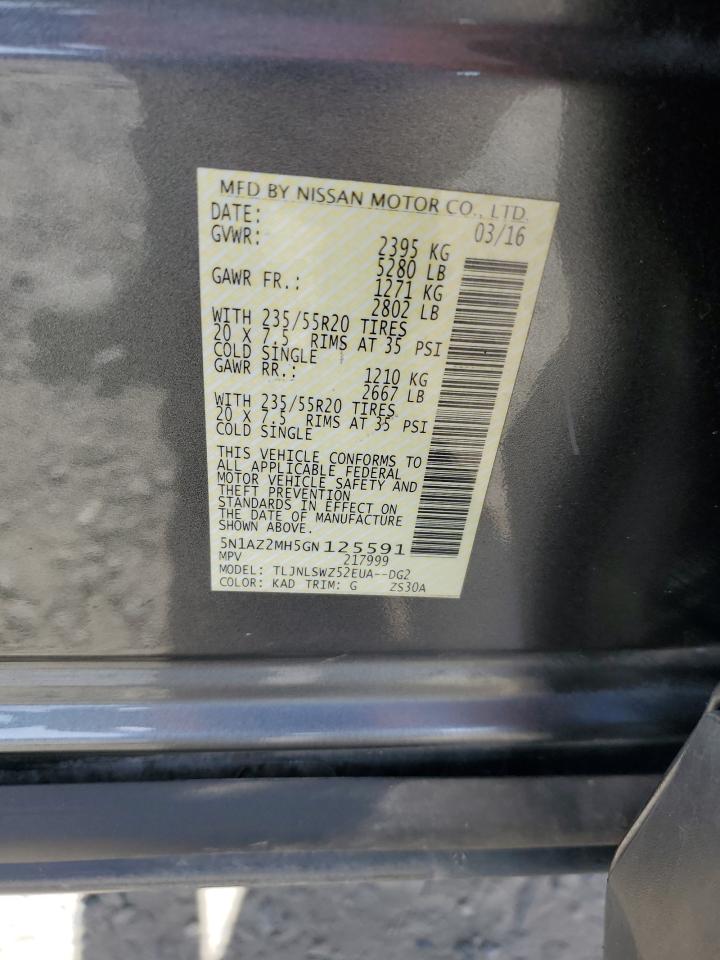 MFD BY NISSAN MOTOR CO., LTD.
DATE: 03/16
GVWR: 2395 KG
5280 LB
GAWR FR.: 1271 KG
2802 LB
WITH 235/55R20 TIRES
20 X 7.5 RIMS AT 35 PSI
COLD SINGLE
GAWR RR.: 1210 KG
2667 LB
WITH 235/55R20 TIRES
20 X 7.5 RIMS AT 35 PSI
COLD SINGLE
THIS VEHICLE CONFORMS TO
ALL APPLICABLE FEDERAL
MOTOR VEHICLE SAFETY AND
THEFT PREVENTION
STANDARDS IN EFFECT ON
THE DATE OF MANUFACTURE
SHOWN ABOVE.
5N1AZ2MH5GN125591
MPV 217999
MODEL: TLJNLSWZ52EUA--DG2
COLOR: KAD TRIM: G ZS30A